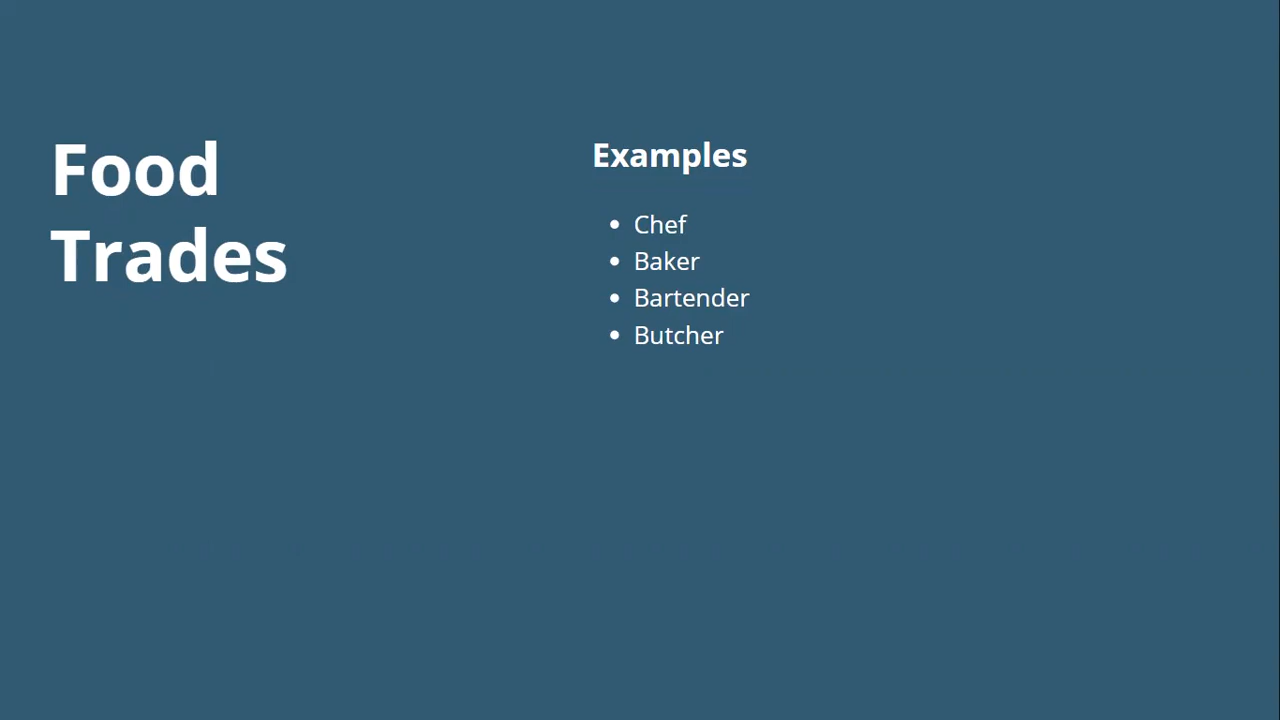 Food
Trades
Examples
• Chef
• Baker
• Bartender
• Butcher